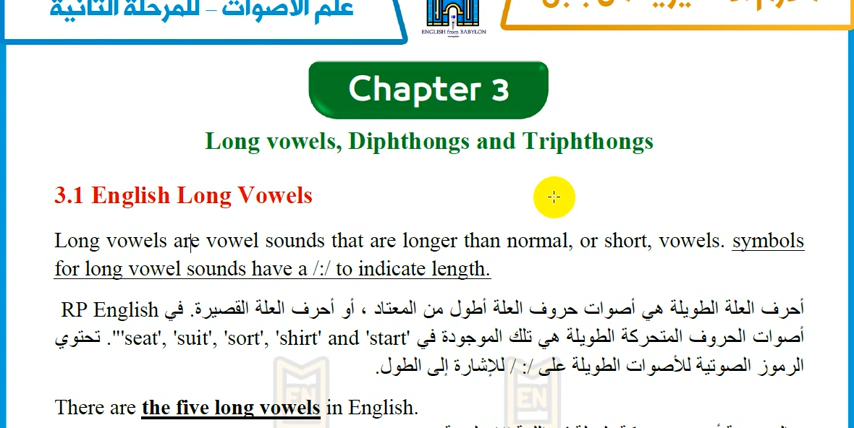 علم الأصوات – للمرحلة الثانية
ENGLISH from BABYLON
Chapter 3
Long vowels, Diphthongs and Triphthongs
3.1 English Long Vowels
Long vowels are vowel sounds that are longer than normal, or short, vowels. symbols
for long vowel sounds have a /:/ to indicate length.
أحرف العلة الطويلة هي أصوات حروف العلة أطول من المعتاد ، أو أحرف العلة القصيرة. في RP English
أصوات الحروف المتحركة الطويلة هي تلك الموجودة في 'seat', 'suit', 'sort', 'shirt' and 'start'". تحتوي
الرموز الصوتية للأصوات الطويلة على /:/ للإشارة إلى الطول.
There are the five long vowels in English.